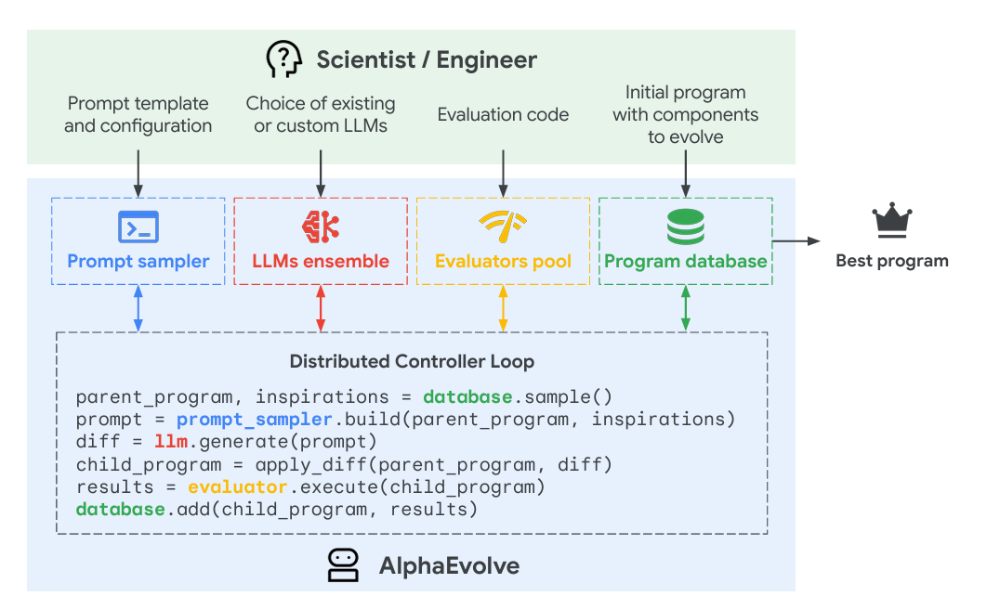 Scientist / Engineer
Prompt template
and configuration
Choice of existing
or custom LLMs
Evaluation code
Initial program
with components
to evolve
Prompt sampler
LLMs ensemble
Evaluators pool
Program database
Best program
Distributed Controller Loop
parent_program, inspirations = database.sample()
prompt = prompt_sampler.build(parent_program, inspirations)
diff = llm.generate(prompt)
child_program = apply_diff(parent_program, diff)
results = evaluator.execute(child_program)
database.add(child_program, results)
AlphaEvolve